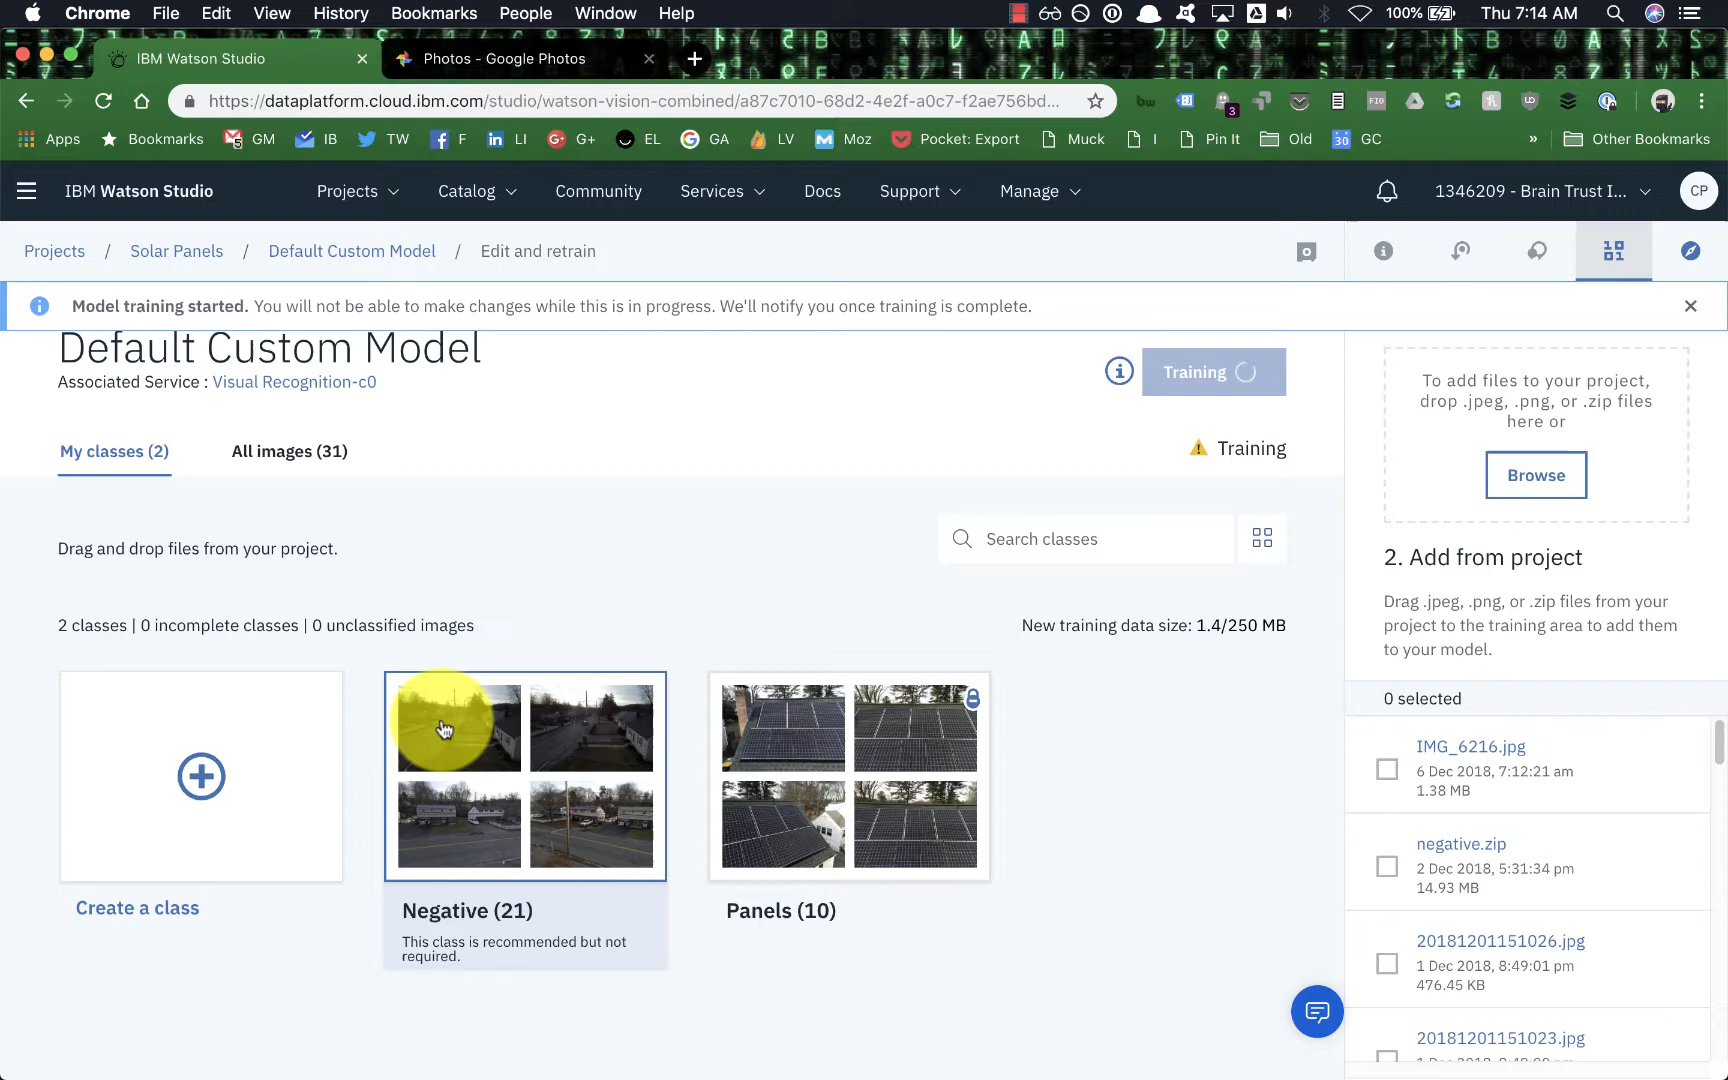 Chrome File Edit View History Bookmarks People Window Help 100% Thu 7:14 AM
IBM Watson Studio Photos - Google Photos
https://dataplatform.cloud.ibm.com/studio/watson-vision-combined/a87c7010-68d2-4e2f-a0c7-f2ae756bd... 3
Apps Bookmarks GM IB TW F LI G+ EL GA LV Moz Pocket: Export Muck I Pin It Old 30 GC » Other Bookmarks
IBM Watson Studio Projects Catalog Community Services Docs Support Manage 1346209 - Brain Trust I... CP
Projects / Solar Panels / Default Custom Model / Edit and retrain
Model training started. You will not be able to make changes while this is in progress. We'll notify you once training is complete.
Default Custom Model
Associated Service : Visual Recognition-c0
Training
My classes (2) All images (31)
Training
Drag and drop files from your project.
Search classes
2 classes | 0 incomplete classes | 0 unclassified images
New training data size: 1.4/250 MB
Create a class
Negative (21)
This class is recommended but not
required.
Panels (10)
To add files to your project,
drop .jpeg, .png, or .zip files
here or
Browse
2. Add from project
Drag .jpeg, .png, or .zip files from your
project to the training area to add them
to your model.
0 selected
IMG_6216.jpg
6 Dec 2018, 7:12:21 am
1.38 MB
negative.zip
2 Dec 2018, 5:31:34 pm
14.93 MB
20181201151026.jpg
1 Dec 2018, 8:49:01 pm
476.45 KB
20181201151023.jpg